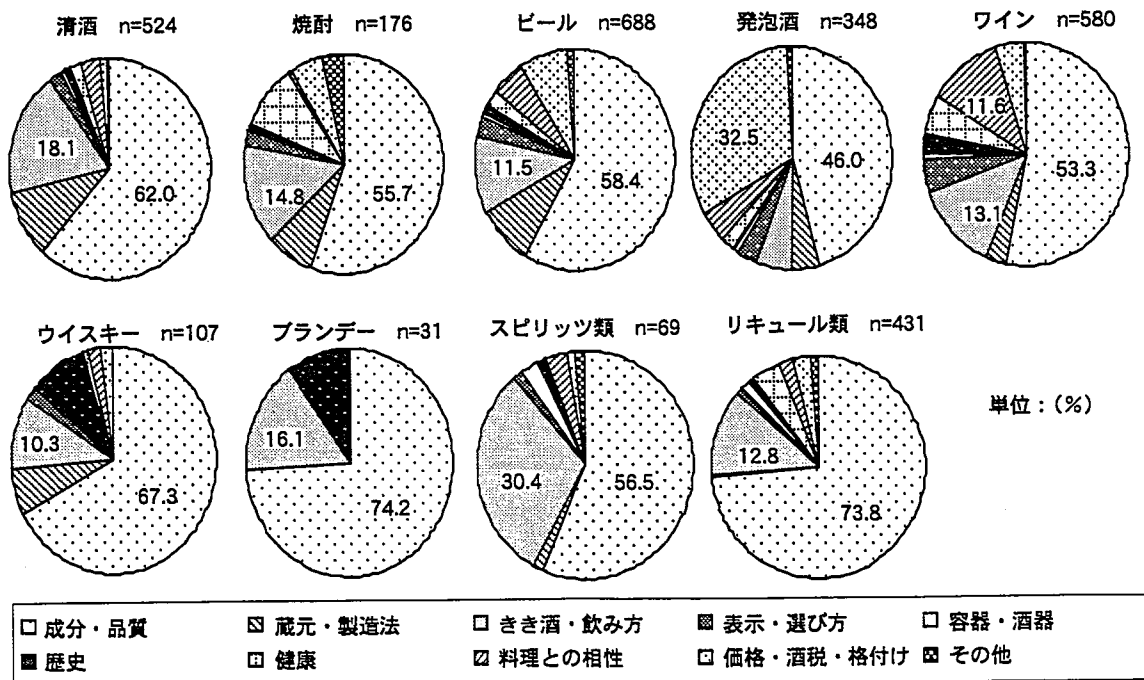 清酒 n=524 焼酎 n=176 ビール n=688 発泡酒 n=348 ワイン n=580
18.1 62.0 14.8 55.7 11.5 58.4 32.5 46.0 11.6 53.3 13.1
ウイスキー n=107 ブランデー n=31 スピリッツ類 n=69 リキュール類 n=431
単位：(%)
10.3 67.3 16.1 74.2 30.4 56.5 12.8 73.8
成分・品質 蔵元・製造法 きき酒・飲み方 表示・選び方 容器・酒器
歴史 健康 料理との相性 価格・酒税・格付け その他